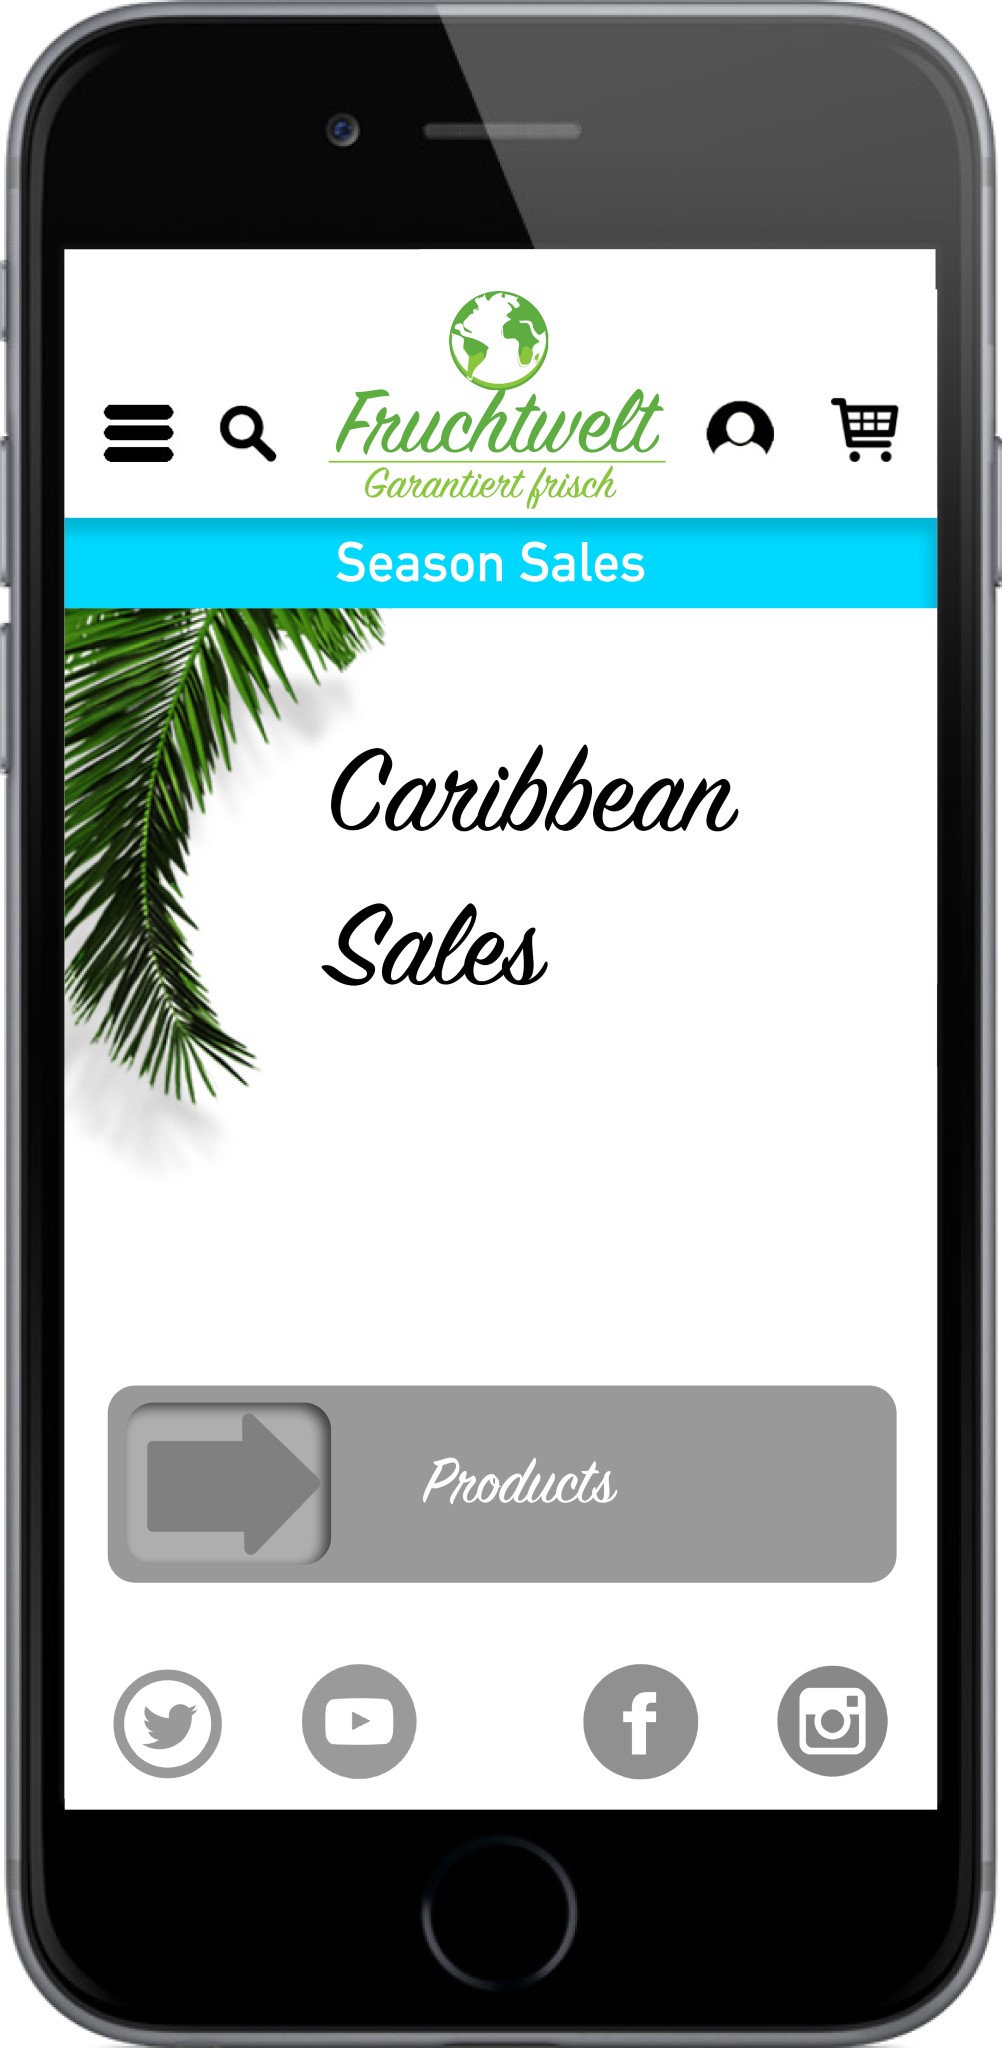 Fruchtwelt
Garantiert frisch
Season Sales
Caribbean
Sales
Products